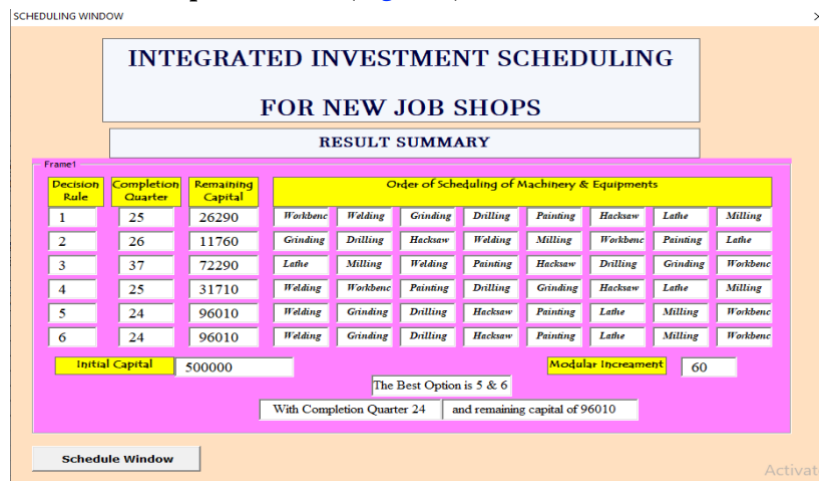 SCHEDULING WINDOW
INTEGRATED INVESTMENT SCHEDULING
FOR NEW JOB SHOPS
RESULT SUMMARY
Frame1
Decision Rule Completion Quarter Remaining Capital Order of Scheduling of Machinery & Equipments
1 25 26290 Workbenc Welding Grinding Drilling Painting Hacksaw Lathe Milling
2 26 11760 Grinding Drilling Hacksaw Welding Milling Workbenc Painting Lathe
3 37 72290 Lathe Milling Welding Painting Hacksaw Drilling Grinding Workbenc
4 25 31710 Welding Workbenc Painting Drilling Grinding Hacksaw Lathe Milling
5 24 96010 Welding Grinding Drilling Hacksaw Painting Lathe Milling Workbenc
6 24 96010 Welding Grinding Drilling Hacksaw Painting Lathe Milling Workbenc
Initial Capital 500000 Modular Increament 60
The Best Option is 5 & 6
With Completion Quarter 24 and remaining capital of 96010
Schedule Window
Activat